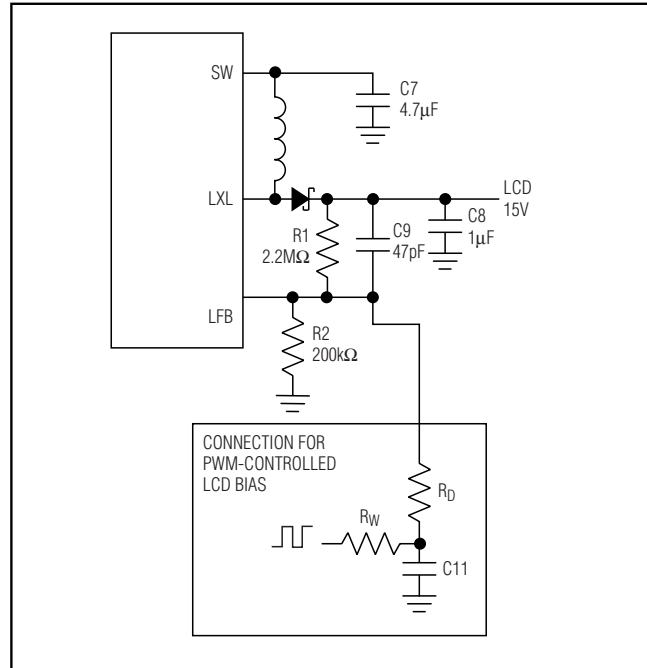 SW
C7
4.7μF
LXL
LCD
15V
R1
2.2MΩ
C9
47pF
C8
1μF
LFB
R2
200kΩ
CONNECTION FOR
PWM-CONTROLLED
LCD BIAS
RD
RW
C11